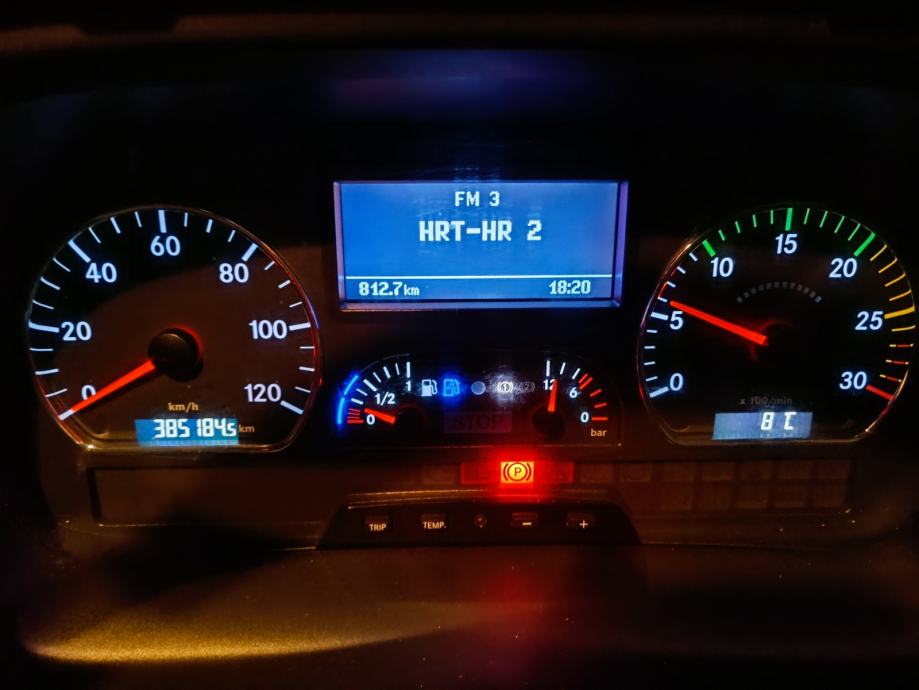 FM 3
HRT-HR 2
812.7km 18:20
0 20 40 60 80 100 120
km/h
385184.5 km
0 1/2 1
STOP
12 6 0
bar
0 5 10 15 20 25 30
x 100/min
8°C
P
TRIP TEMP. - +